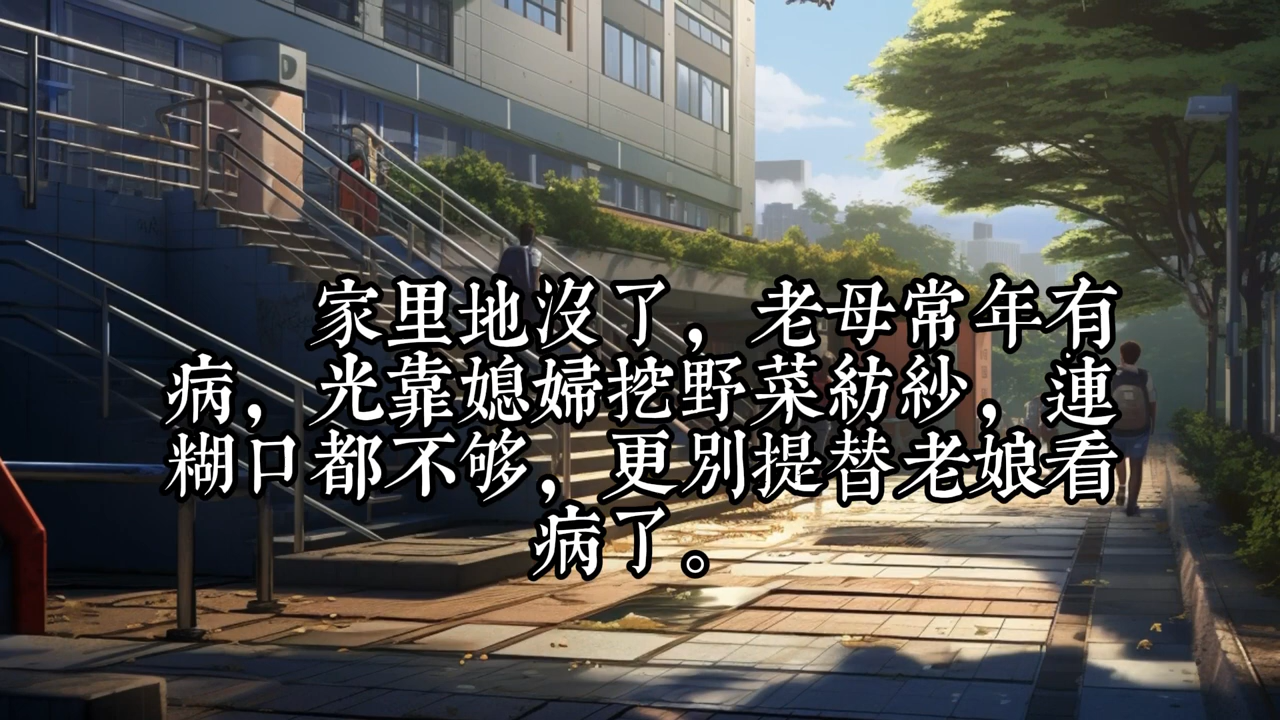 家里地沒了，老母常年有
病，光靠媳婦挖野菜紡紗，連
糊口都不够，更別提替老娘看
病了。